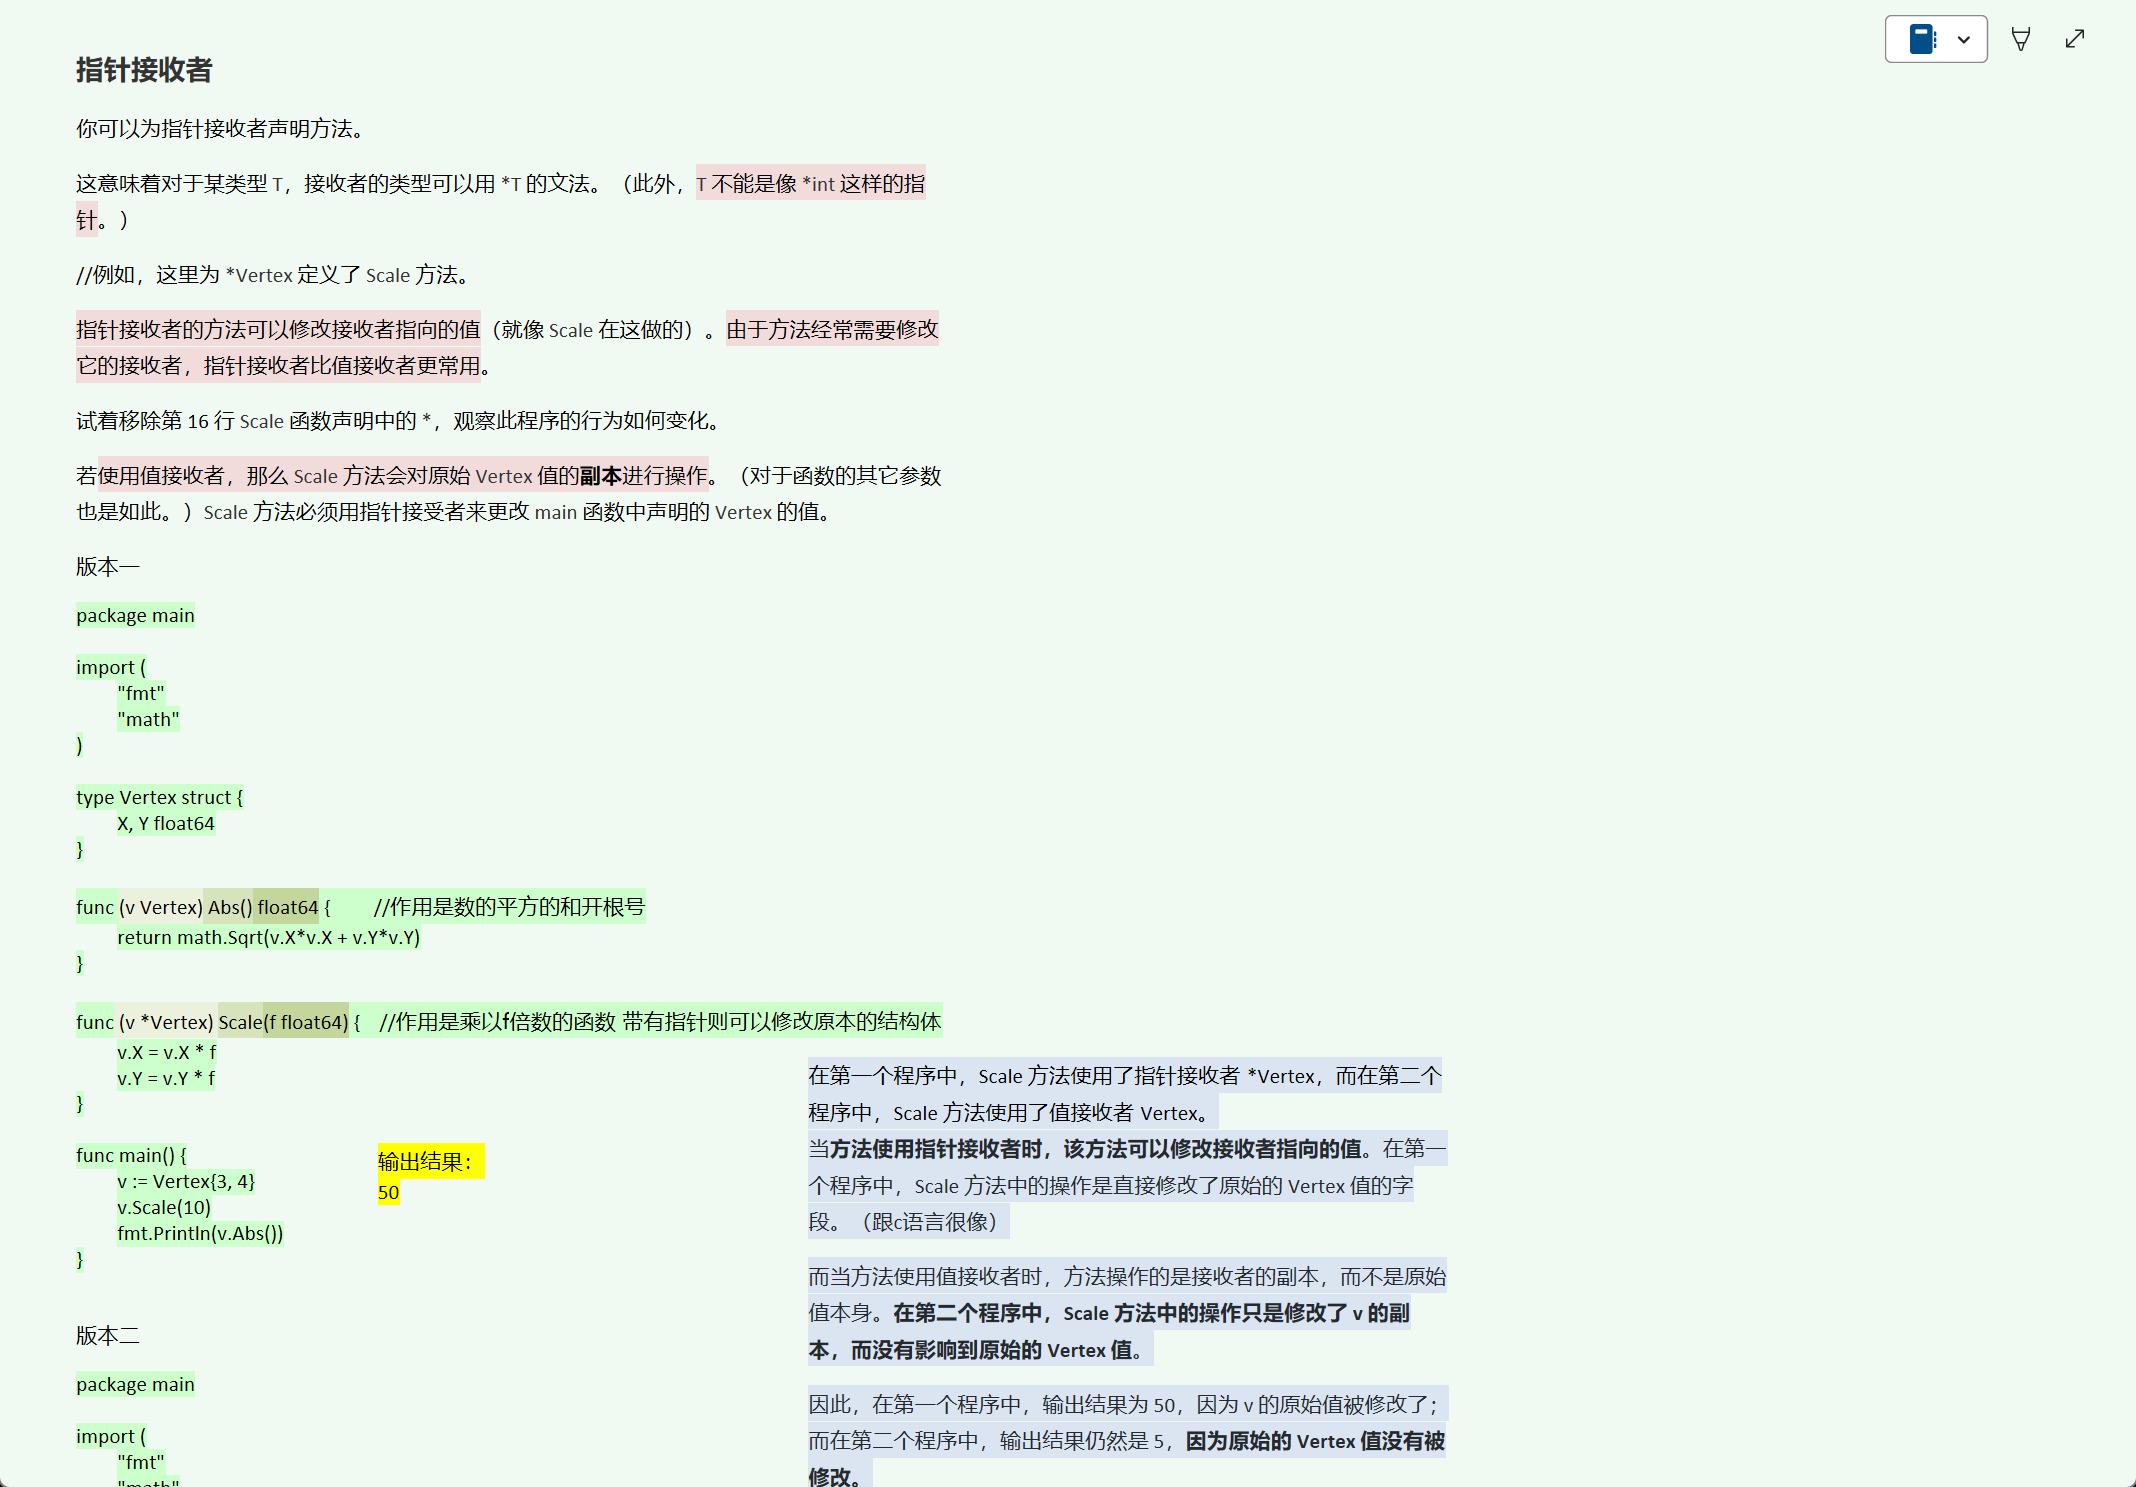 指针接收者
你可以为指针接收者声明方法。
这意味着对于某类型 T，接收者的类型可以用 *T 的文法。（此外，T 不能是像 *int 这样的指
针。）
//例如，这里为 *Vertex 定义了 Scale 方法。
指针接收者的方法可以修改接收者指向的值（就像 Scale 在这做的）。由于方法经常需要修改
它的接收者，指针接收者比值接收者更常用。
试着移除第 16 行 Scale 函数声明中的 *，观察此程序的行为如何变化。
若使用值接收者，那么 Scale 方法会对原始 Vertex 值的副本进行操作。（对于函数的其它参数
也是如此。）Scale 方法必须用指针接受者来更改 main 函数中声明的 Vertex 的值。
版本一
package main
import (
"fmt"
"math"
)
type Vertex struct {
X, Y float64
}
func (v Vertex) Abs() float64 { //作用是数的平方的和开根号
return math.Sqrt(v.X*v.X + v.Y*v.Y)
}
func (v *Vertex) Scale(f float64) { //作用是乘以f倍数的函数 带有指针则可以修改原本的结构体
v.X = v.X * f
v.Y = v.Y * f
}
func main() {
v := Vertex{3, 4}
v.Scale(10)
fmt.Println(v.Abs())
}
输出结果：
50
在第一个程序中，Scale 方法使用了指针接收者 *Vertex，而在第二个
程序中，Scale 方法使用了值接收者 Vertex。
当方法使用指针接收者时，该方法可以修改接收者指向的值。在第一
个程序中，Scale 方法中的操作是直接修改了原始的 Vertex 值的字
段。（跟c语言很像）
而当方法使用值接收者时，方法操作的是接收者的副本，而不是原始
值本身。在第二个程序中，Scale 方法中的操作只是修改了 v 的副
本，而没有影响到原始的 Vertex 值。
因此，在第一个程序中，输出结果为 50，因为 v 的原始值被修改了；
而在第二个程序中，输出结果仍然是 5，因为原始的 Vertex 值没有被
修改。
版本二
package main
import (
"fmt"
"math"